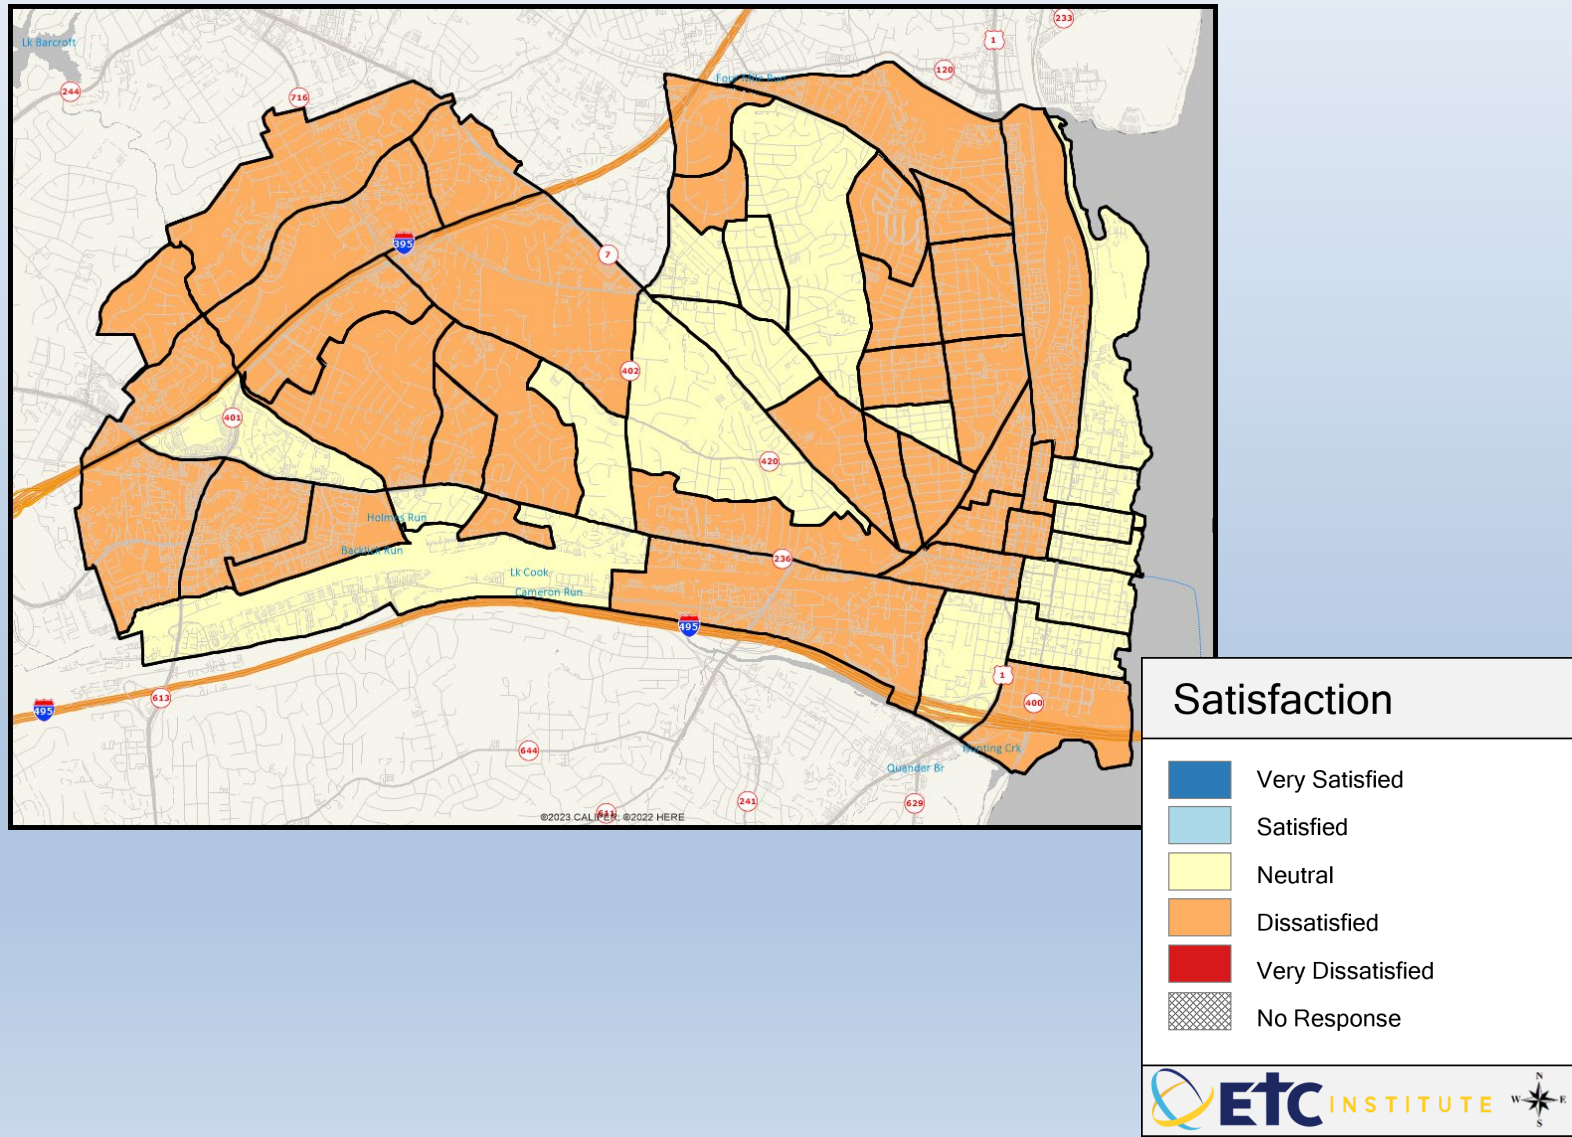 Lk Barcroft
233
1
244
716
120
Four Mile Run
395
7
402
401
420
Holmes Run
Backlick Run
236
Lk Cook
Cameron Run
495
1
400
613
495
644
Hunting Crk
Quander Br
241
629
611
©2023 CALIPER; ©2022 HERE
Satisfaction
Very Satisfied
Satisfied
Neutral
Dissatisfied
Very Dissatisfied
No Response
ETC INSTITUTE
N
W E
S